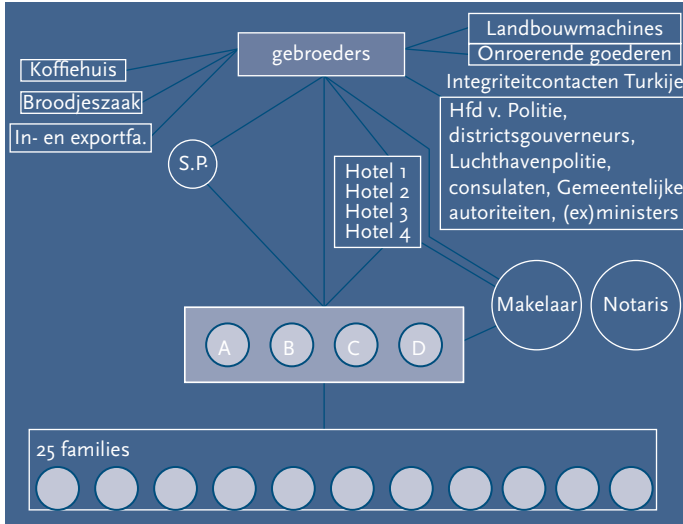 gebroeders
Landbouwmachines
Onroerende goederen
Koffiehuis
Broodjeszaak
In- en exportfa.
Integriteitcontacten Turkije
Hfd v. Politie,
districtsgouverneurs,
Luchthavenpolitie,
consulaten, Gemeentelijke
autoriteiten, (ex)ministers
S.P.
Hotel 1
Hotel 2
Hotel 3
Hotel 4
Makelaar
Notaris
A
B
C
D
25 families